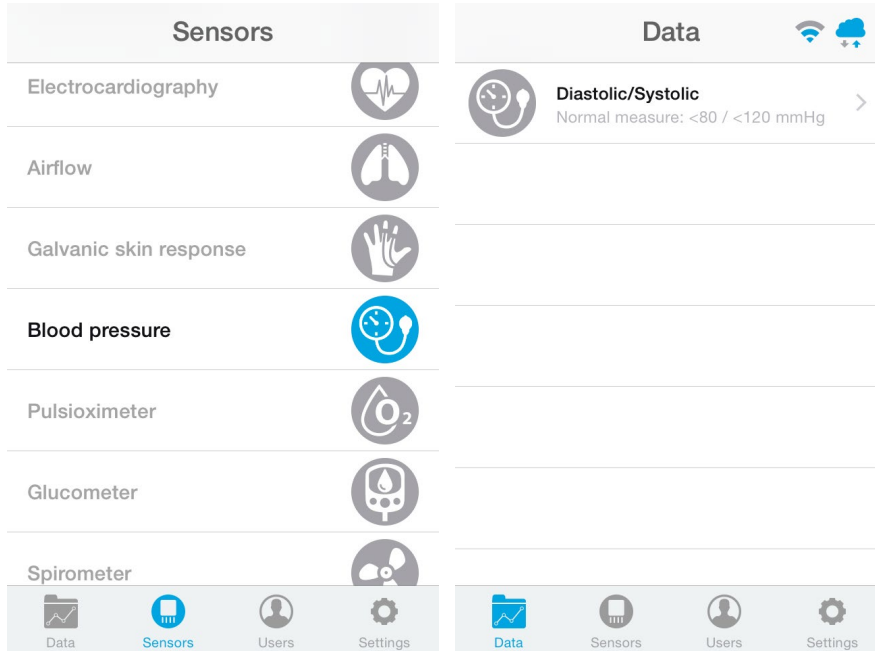 Sensors
Electrocardiography
Airflow
Galvanic skin response
Blood pressure
Pulsioximeter
O2
Glucometer
Spirometer
Data
Sensors
Users
Settings
Data
Diastolic/Systolic
Normal measure: <80 / <120 mmHg
Data
Sensors
Users
Settings